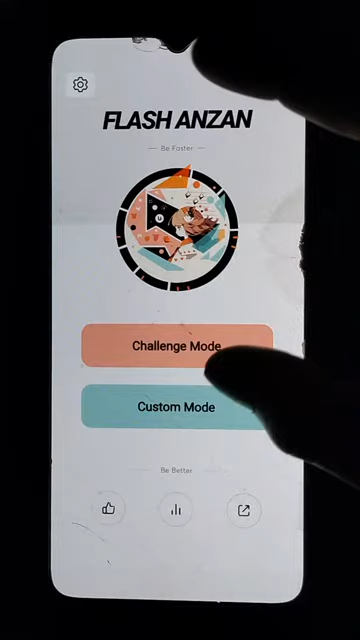 FLASH ANZAN
Be Faster
Challenge Mode
Custom Mode
Be Better